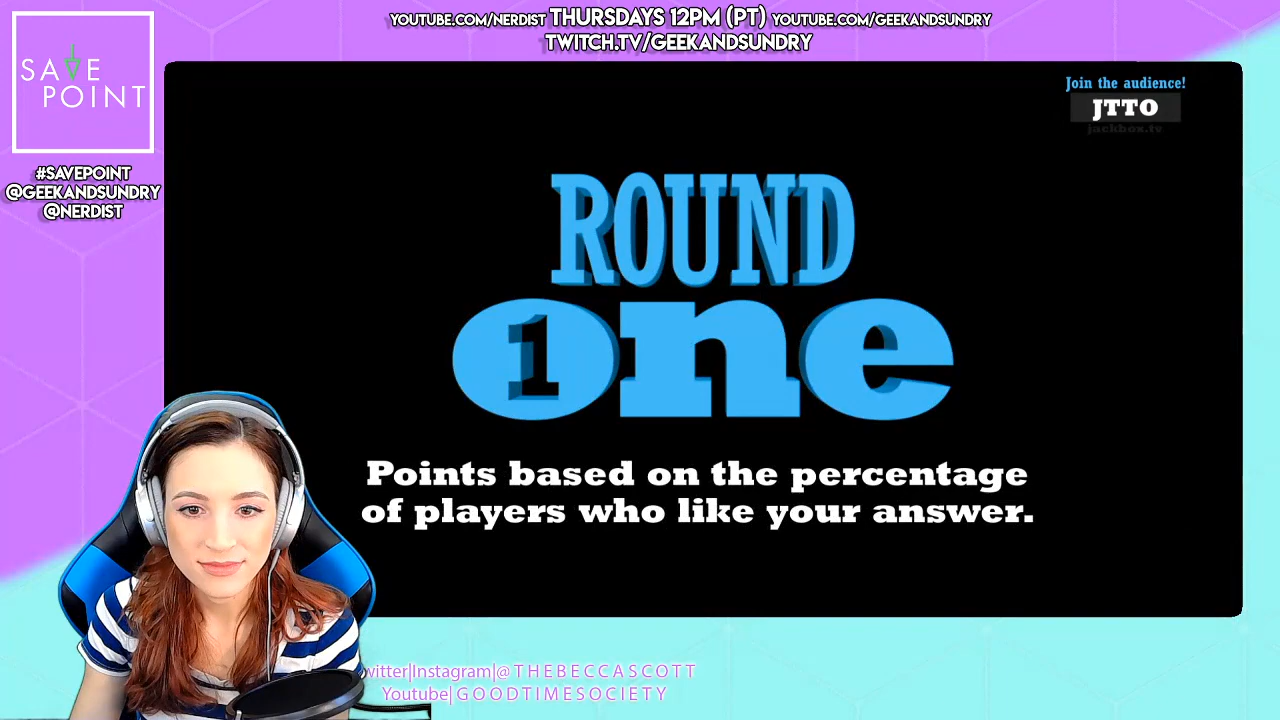 YOUTUBE.COM/NERDIST THURSDAYS 12PM (PT) YOUTUBE.COM/GEEKANDSUNDRY
TWITCH.TV/GEEKANDSUNDRY
SAVE
POINT
#SAVEPOINT
@GEEKANDSUNDRY
@NERDIST
Join the audience!
JTTO
jackbox.tv
ROUND
One
1
Points based on the percentage
of players who like your answer.
witter|Instagram|@THEBECCASCOTT
Youtube|GOODTIMESOCIETY